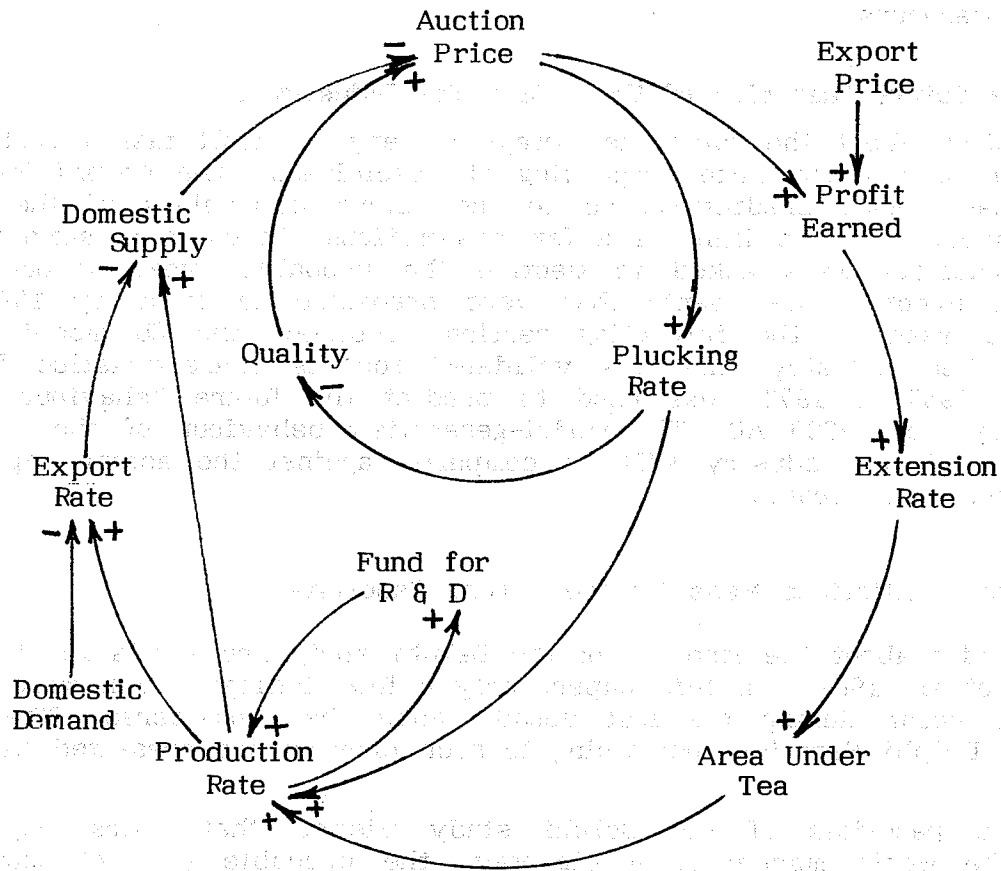 Auction
Price
Export
Price
Profit
Earned
Domestic
Supply
Quality
Plucking
Rate
Export
Rate
Extension
Rate
Fund for
R & D
Domestic
Demand
Production
Rate
Area Under
Tea